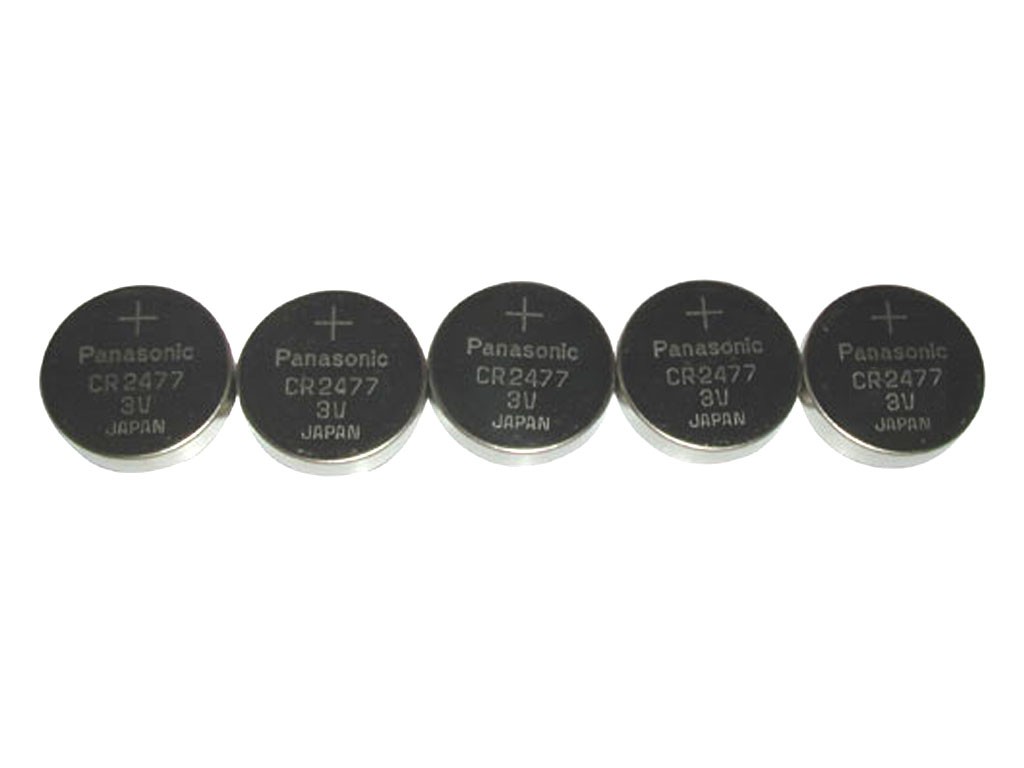 +
Panasonic
CR2477
3V
JAPAN
+
Panasonic
CR2477
3V
JAPAN
+
Panasonic
CR2477
3V
JAPAN
+
Panasonic
CR2477
3V
JAPAN
+
Panasonic
CR2477
3V
JAPAN